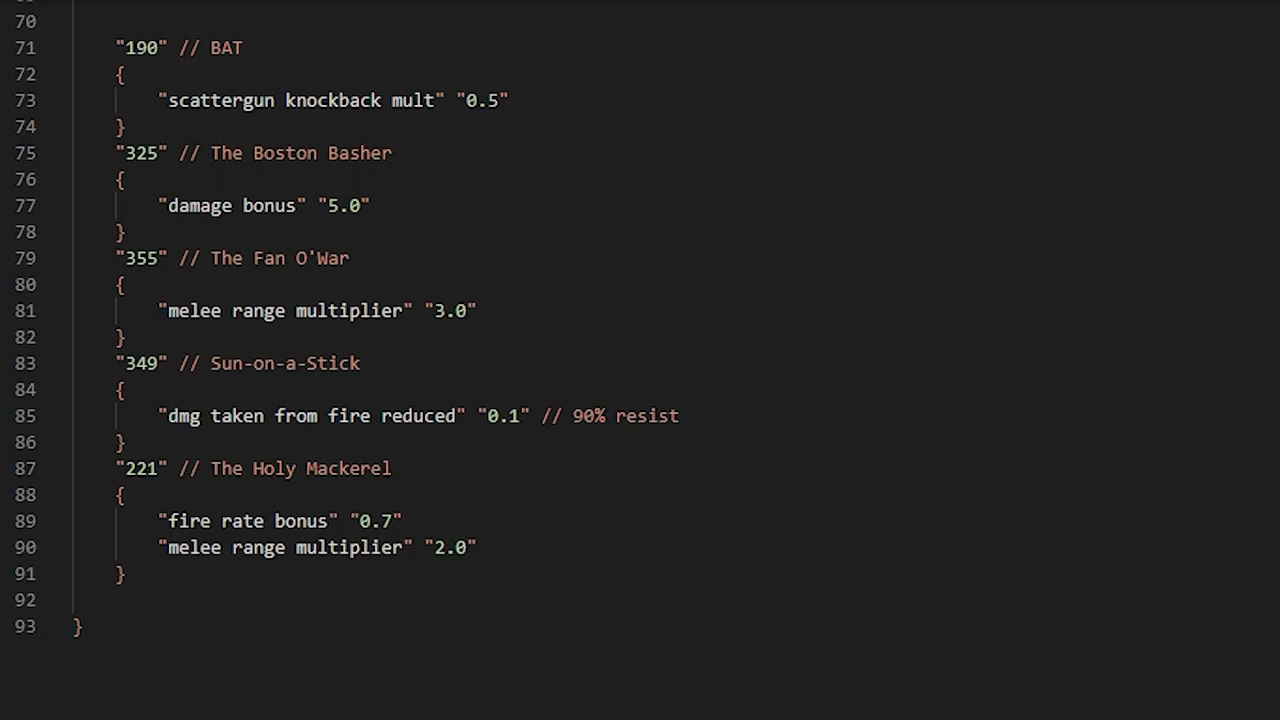 70
71 "190" // BAT
72 {
73 "scattergun knockback mult" "0.5"
74 }
75 "325" // The Boston Basher
76 {
77 "damage bonus" "5.0"
78 }
79 "355" // The Fan O'War
80 {
81 "melee range multiplier" "3.0"
82 }
83 "349" // Sun-on-a-Stick
84 {
85 "dmg taken from fire reduced" "0.1" // 90% resist
86 }
87 "221" // The Holy Mackerel
88 {
89 "fire rate bonus" "0.7"
90 "melee range multiplier" "2.0"
91 }
92
93 }